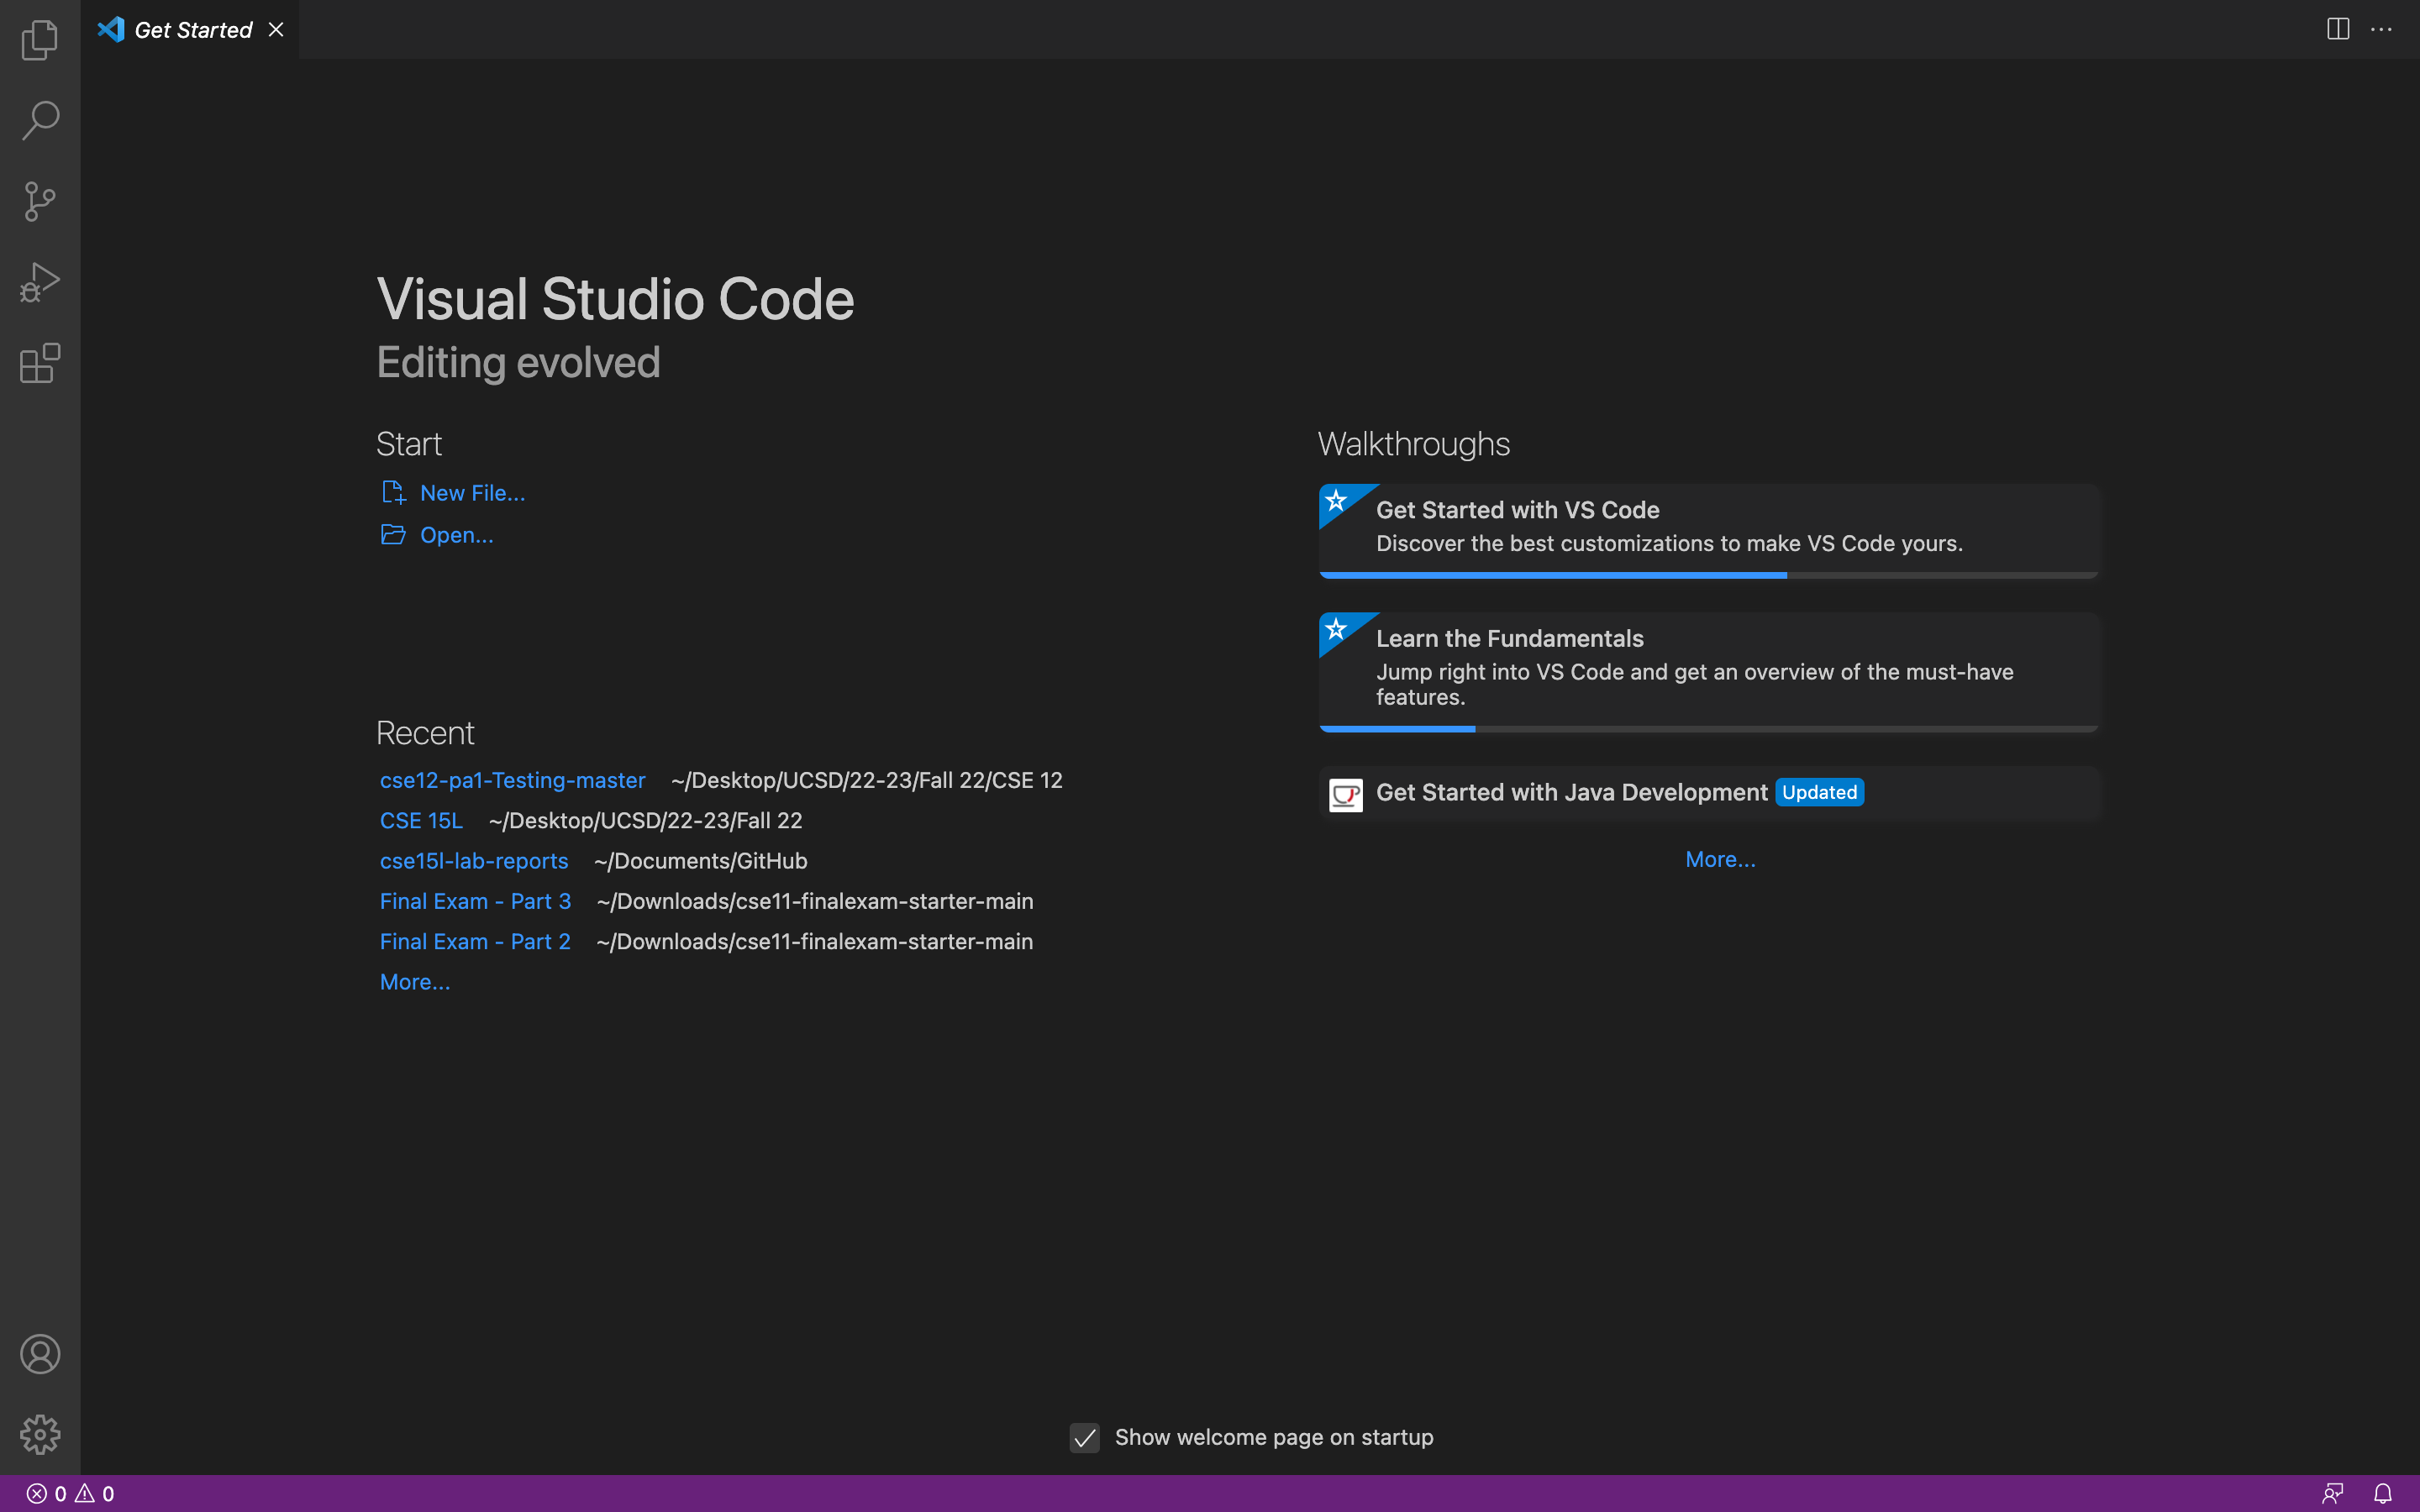 Get Started
Visual Studio Code
Editing evolved
Start
New File...
Open...
Recent
cse12-pa1-Testing-master ~/Desktop/UCSD/22-23/Fall 22/CSE 12
CSE 15L ~/Desktop/UCSD/22-23/Fall 22
cse15l-lab-reports ~/Documents/GitHub
Final Exam - Part 3 ~/Downloads/cse11-finalexam-starter-main
Final Exam - Part 2 ~/Downloads/cse11-finalexam-starter-main
More...
Walkthroughs
Get Started with VS Code
Discover the best customizations to make VS Code yours.
Learn the Fundamentals
Jump right into VS Code and get an overview of the must-have
features.
Get Started with Java Development Updated
More...
Show welcome page on startup
0 0